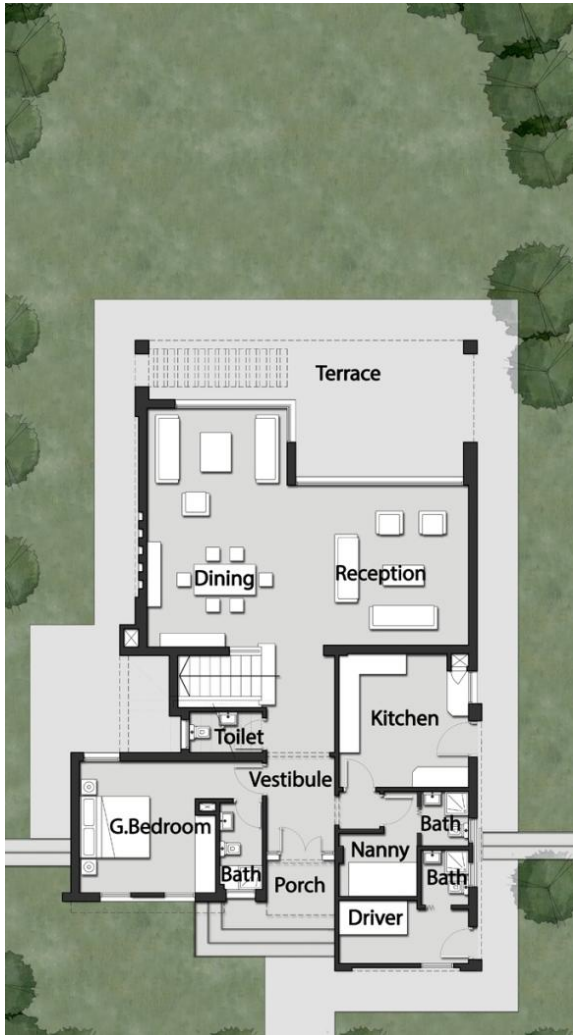 Terrace
Dining
Reception
Kitchen
Toilet
Vestibule
G.Bedroom
Bath
Nanny
Bath
Bath
Porch
Driver